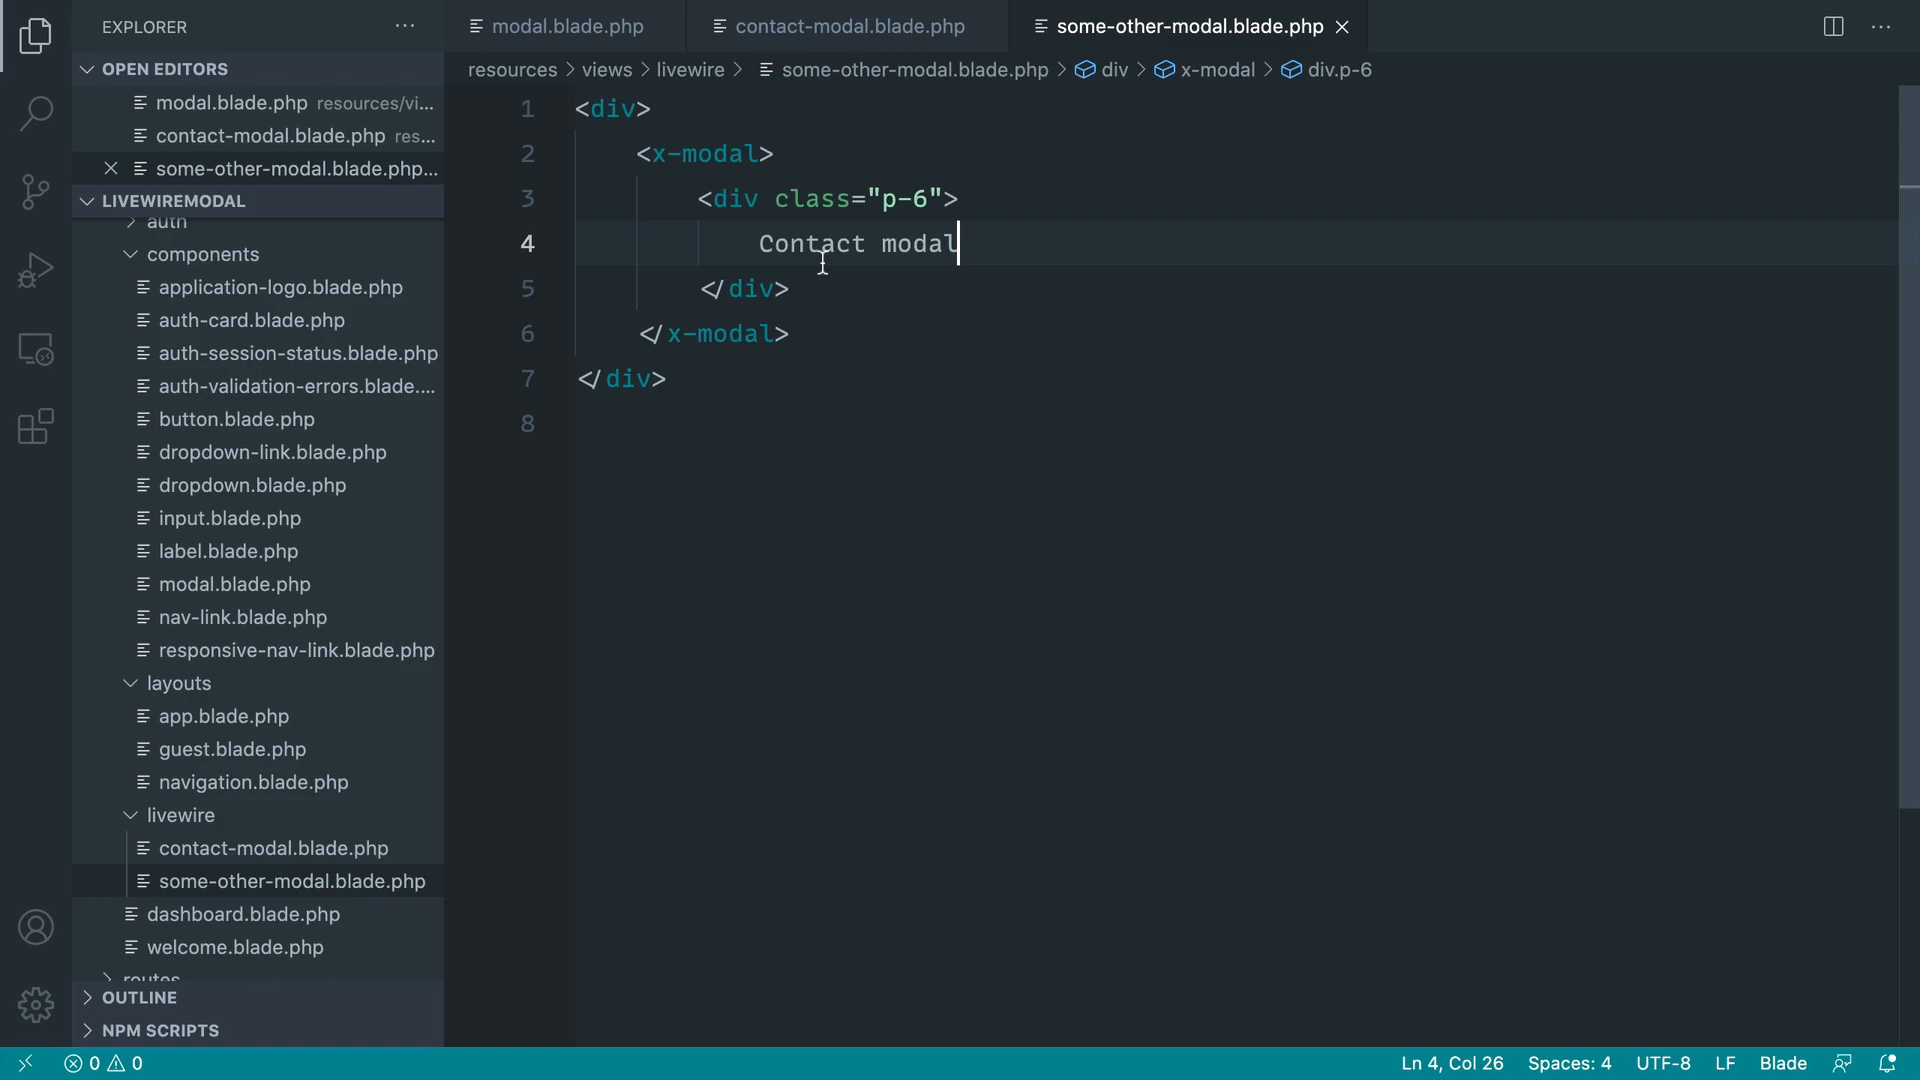 EXPLORER
OPEN EDITORS
modal.blade.php resources/vi...
contact-modal.blade.php res...
some-other-modal.blade.php...
LIVEWIREMODAL
auth
components
application-logo.blade.php
auth-card.blade.php
auth-session-status.blade.php
auth-validation-errors.blade....
button.blade.php
dropdown-link.blade.php
dropdown.blade.php
input.blade.php
label.blade.php
modal.blade.php
nav-link.blade.php
responsive-nav-link.blade.php
layouts
app.blade.php
guest.blade.php
navigation.blade.php
livewire
contact-modal.blade.php
some-other-modal.blade.php
dashboard.blade.php
welcome.blade.php
routes
OUTLINE
NPM SCRIPTS
modal.blade.php contact-modal.blade.php some-other-modal.blade.php
resources > views > livewire > some-other-modal.blade.php > div > x-modal > div.p-6
1 <div>
2 <x-modal>
3 <div class="p-6">
4 Contact modal
5 </div>
6 </x-modal>
7 </div>
8
0 0 Ln 4, Col 26 Spaces: 4 UTF-8 LF Blade